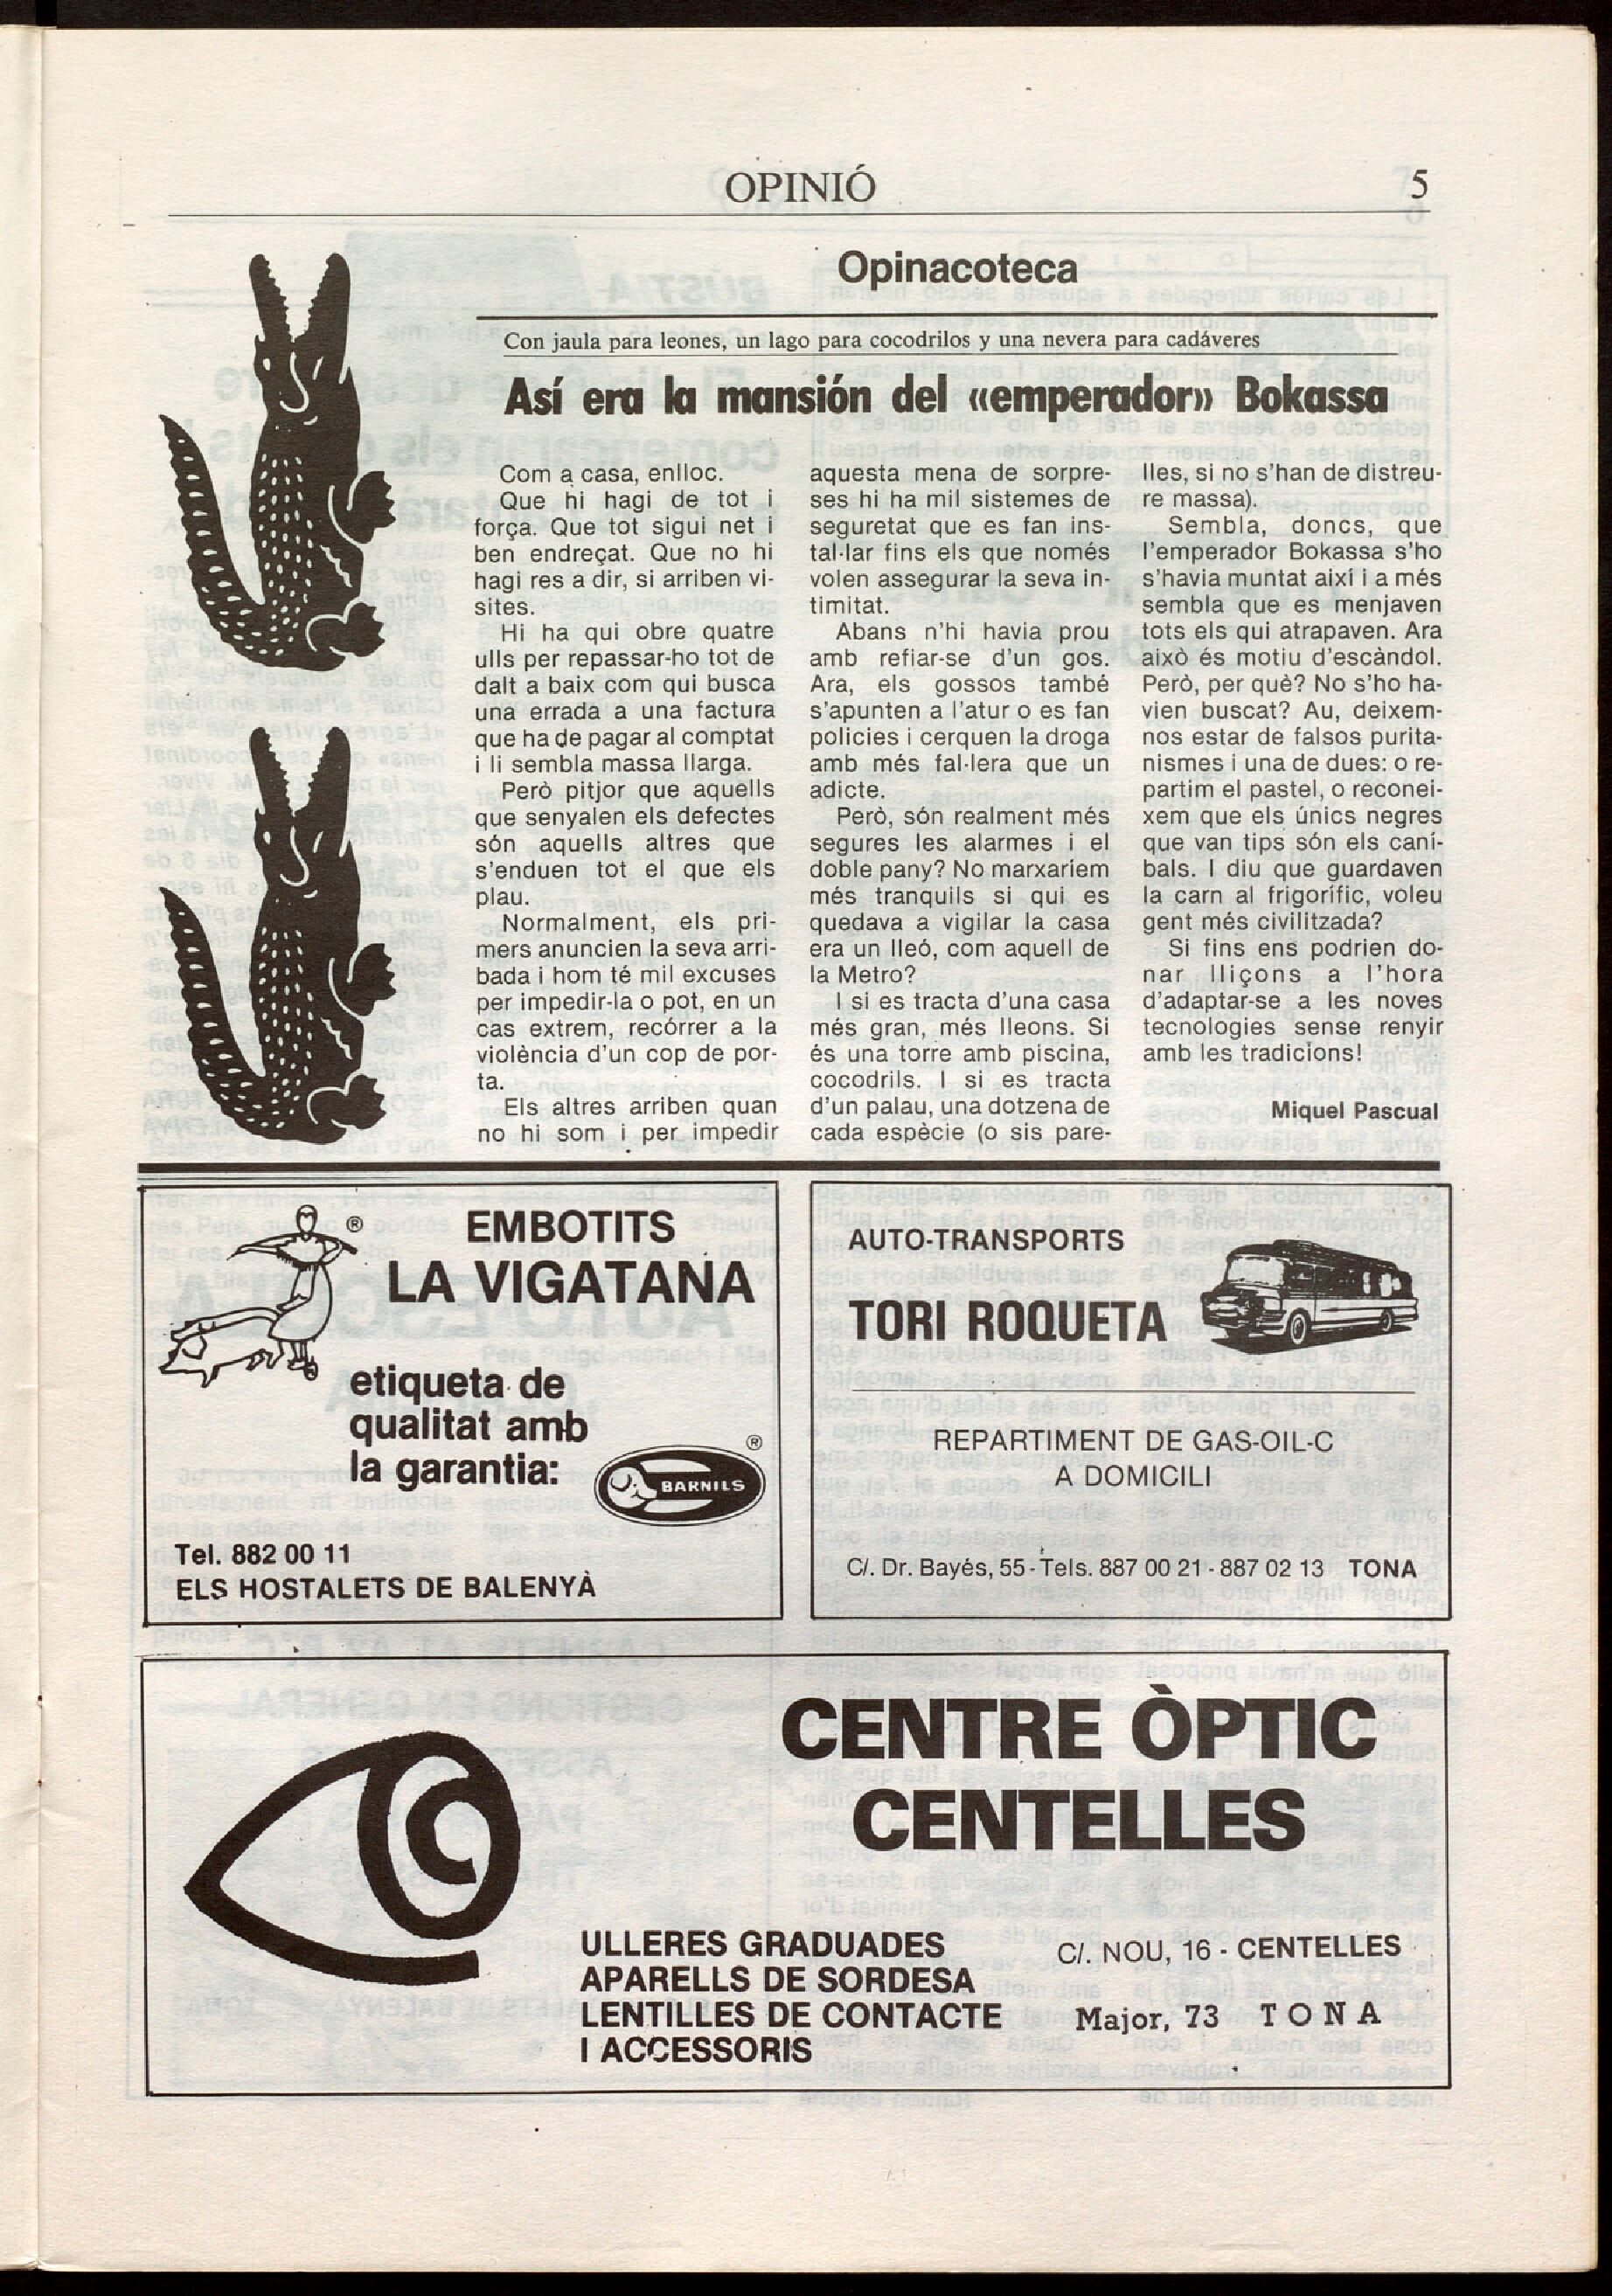 OPINIÓ
5
Opinacoteca
Con jaula para leones, un lago para cocodrilos y una nevera para cadáveres
Así era la mansión del «emperador» Bokassa
Com a casa, enlloc.
Que hi hagi de tot i
força. Que tot sigui net i
ben endreçat. Que no hi
hagi res a dir, si arriben vi-
sites.
Hi ha qui obre quatre
ulls per repassar-ho tot de
dalt a baix com qui busca
una errada a una factura
que ha de pagar al comptat
i li sembla massa llarga.
Però pitjor que aquells
que senyalen els defectes
són aquells altres que
s'enduen tot el que els
plau.
Normalment, els pri-
mers anuncien la seva arri-
bada i hom té mil excuses
per impedir-la o pot, en un
cas extrem, recórrer a la
violència d'un cop de por-
ta.
Els altres arriben quan
no hi som i per impedir
aquesta mena de sorpre-
ses hi ha mil sistemes de
seguretat que es fan ins-
tal·lar fins els que només
volen assegurar la seva in-
timitat.
Abans n'hi havia prou
amb refiar-se d'un gos.
Ara, els gossos també
s'apunten a l'atur o es fan
policies i cerquen la droga
amb més fal·lera que un
adicte.
Però, són realment més
segures les alarmes i el
doble pany? No marxaríem
més tranquils si qui es
quedava a vigilar la casa
era un lleó, com aquell de
la Metro?
I si es tracta d'una casa
més gran, més lleons. Si
és una torre amb piscina,
cocodrils. I si es tracta
d'un palau, una dotzena de
cada espècie (o sis pare-
lles, si no s'han de distreu-
re massa).
Sembla, doncs, que
l'emperador Bokassa s'ho
s'havia muntat així i a més
sembla que es menjaven
tots els qui atrapaven. Ara
això és motiu d'escàndol.
Però, per què? No s'ho ha-
vien buscat? Au, deixem-
nos estar de falsos purita-
nismes i una de dues: o re-
partim el pastel, o reconei-
xem que els únics negres
que van tips són els caní-
bals. I diu que guardaven
la carn al frigorífic, voleu
gent més civilitzada?
Si fins ens podrien do-
nar lliçons a l'hora
d'adaptar-se a les noves
tecnologies sense renyir
amb les tradicions!
Miquel Pascual
®
EMBOTITS
LA VIGATANA
etiqueta de
qualitat amb
la garantia:
®
BARNILS
Tel. 882 00 11
ELS HOSTALETS DE BALENYÀ
AUTO-TRANSPORTS
TORI ROQUETA
REPARTIMENT DE GAS-OIL-C
A DOMICILI
C/. Dr. Bayés, 55 - Tels. 887 00 21 - 887 02 13 TONA
CENTRE ÒPTIC
CENTELLES
ULLERES GRADUADES
APARELLS DE SORDESA
LENTILLES DE CONTACTE
I ACCESSORIS
C/. NOU, 16 - CENTELLES
Major, 73 TONA